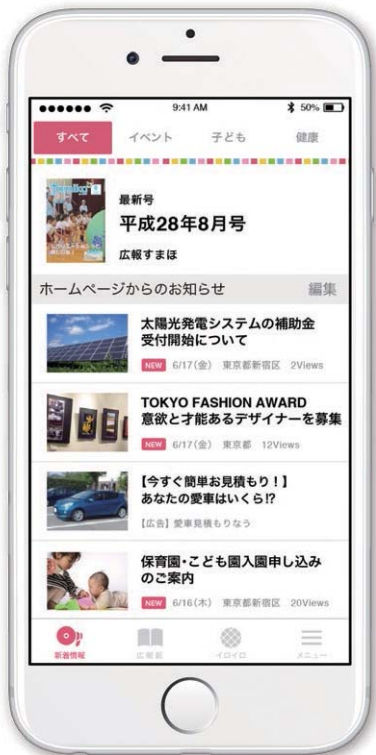 9:41 AM
50%
すべて
イベント
子ども
健康
最新号
平成28年8月号
広報すまほ
ホームページからのお知らせ
編集
太陽光発電システムの補助金
受付開始について
NEW 6/17(金) 東京都新宿区 2Views
TOKYO FASHION AWARD
意欲と才能あるデザイナーを募集
NEW 6/17(金) 東京都 12Views
【今すぐ簡単お見積もり!】
あなたの愛車はいくら!?
【広告】愛車見積もりなう
保育園・こども園入園申し込み
のご案内
NEW 6/16(木) 東京都新宿区 20Views
新着情報
広報紙
イロイロ
メニュー